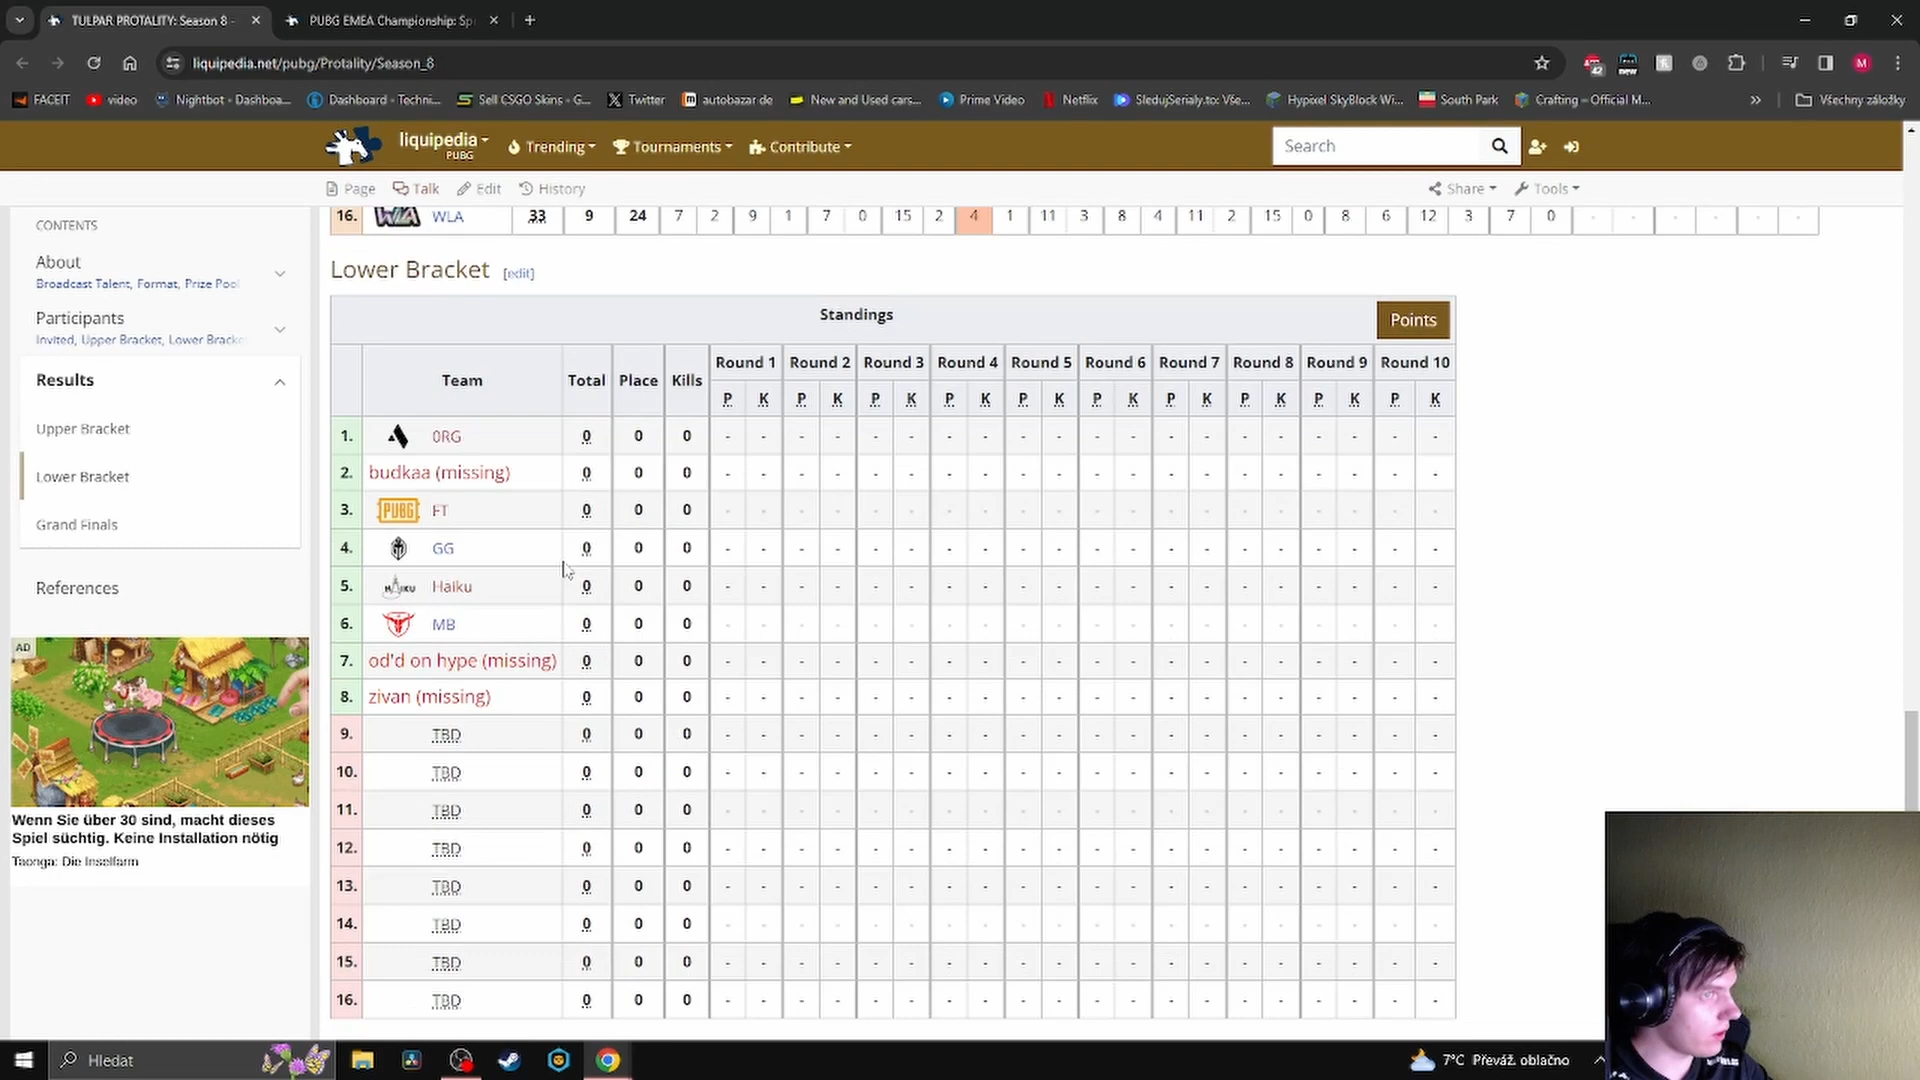 TULPAR PROTALITY: Season 8 -
PUBG EMEA Championship: Sp
liquipedia.net/pubg/Protality/Season_8
FACEIT
video
Nightbot - Dashboa...
Dashboard - Techni...
Sell CSGO Skins - G...
Twitter
autobazar de
New and Used cars...
Prime Video
Netflix
SledujSerialy.to: Vše...
Hypixel SkyBlock Wi...
South Park
Crafting – Official M...
Všechny záložky
liquipedia
PUBG
Trending
Tournaments
Contribute
Search
Page Talk Edit History
Share Tools
CONTENTS
About
Broadcast Talent, Format, Prize Pool
Participants
Invited, Upper Bracket, Lower Bracke
Results
Upper Bracket
Lower Bracket
Grand Finals
References
AD
Wenn Sie über 30 sind, macht dieses
Spiel süchtig. Keine Installation nötig
Taonga: Die Inselfarm
16. WLA WLA 33 9 24 7 2 9 1 7 0 15 2 4 1 11 3 8 4 11 2 15 0 8 6 12 3 7 0 - - - - - -
Lower Bracket [edit]
Standings
Points
Team Total Place Kills Round 1 Round 2 Round 3 Round 4 Round 5 Round 6 Round 7 Round 8 Round 9 Round 10
P K P K P K P K P K P K P K P K P K P K
1. 0RG 0 0 0 - - - - - - - - - - - - - - - - - - - -
2. budkaa (missing) 0 0 0 - - - - - - - - - - - - - - - - - - - -
3. PUBG FT 0 0 0 - - - - - - - - - - - - - - - - - - - -
4. GG 0 0 0 - - - - - - - - - - - - - - - - - - - -
5. HAIKU Haiku 0 0 0 - - - - - - - - - - - - - - - - - - - -
6. MB 0 0 0 - - - - - - - - - - - - - - - - - - - -
7. od'd on hype (missing) 0 0 0 - - - - - - - - - - - - - - - - - - - -
8. zivan (missing) 0 0 0 - - - - - - - - - - - - - - - - - - - -
9. TBD 0 0 0 - - - - - - - - - - - - - - - - - - - -
10. TBD 0 0 0 - - - - - - - - - - - - - - - - - - - -
11. TBD 0 0 0 - - - - - - - - - - - - - - - - - - - -
12. TBD 0 0 0 - - - - - - - - - - - - - - - - - - - -
13. TBD 0 0 0 - - - - - - - - - - - - - - - - - - - -
14. TBD 0 0 0 - - - - - - - - - - - - - - - - - - - -
15. TBD 0 0 0 - - - - - - - - - - - - - - - - - - - -
16. TBD 0 0 0 - - - - - - - - - - - - - - - - - - - -
Hledat
7°C Převáž. oblačno
42
new
M